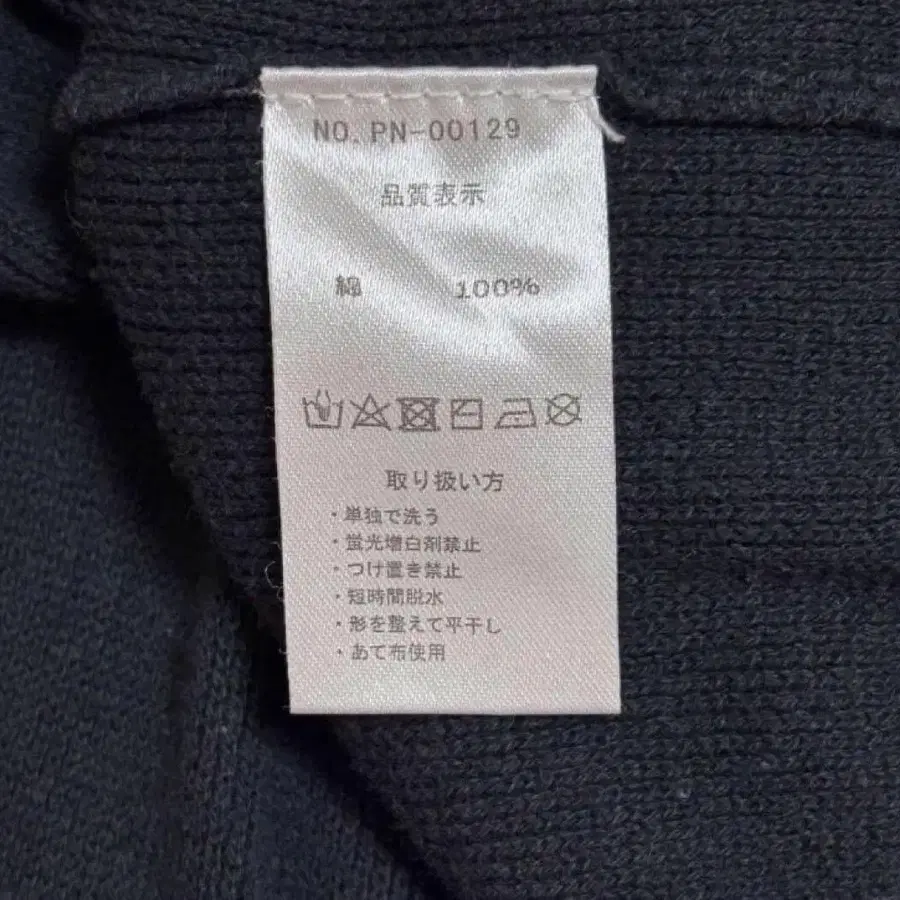 NO.PN-00129
品質表示
綿 100%
取り扱い方
・単独で洗う
・蛍光増白剤禁止
・つけ置き禁止
・短時間脱水
・形を整えて平干し
・あて布使用